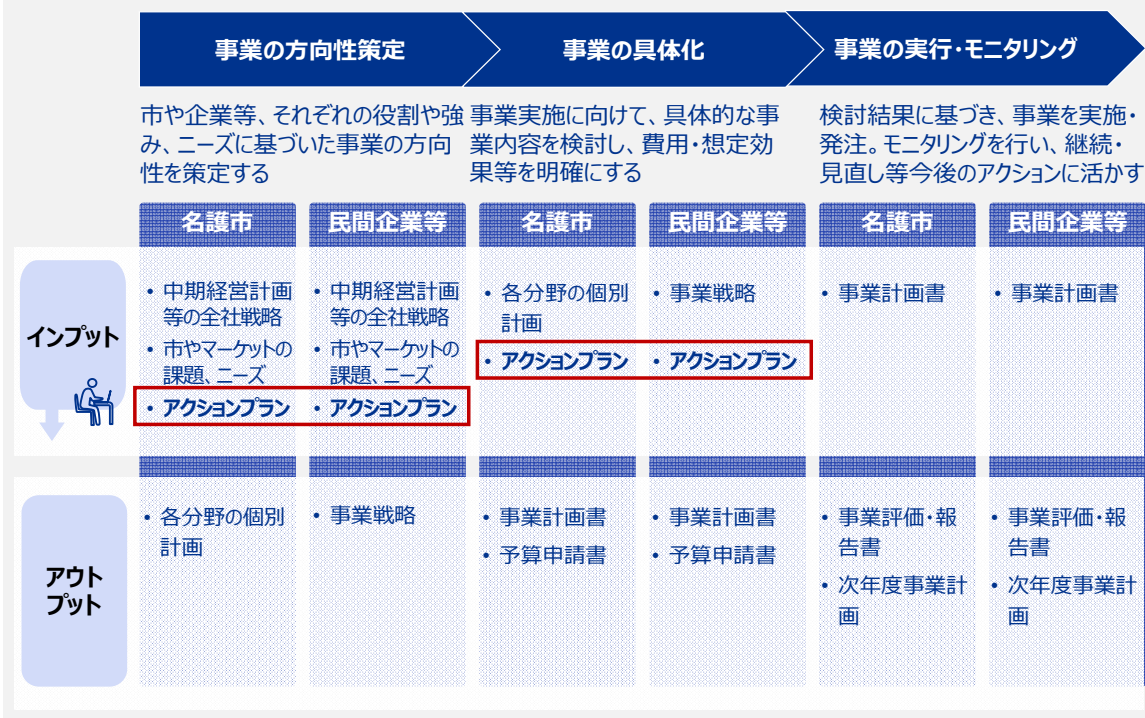 事業の方向性策定
事業の具体化
事業の実行・モニタリング
市や企業等、それぞれの役割や強
み、ニーズに基づいた事業の方向
性を策定する
事業実施に向けて、具体的な事
業内容を検討し、費用・想定効
果等を明確にする
検討結果に基づき、事業を実施・
発注。モニタリングを行い、継続・
見直し等今後のアクションに活かす
名護市
民間企業等
名護市
民間企業等
名護市
民間企業等
インプット
• 中期経営計画
等の全社戦略
• 市やマーケットの
課題、ニーズ
• アクションプラン
• 中期経営計画
等の全社戦略
• 市やマーケットの
課題、ニーズ
• アクションプラン
• 各分野の個別
計画
• アクションプラン
• 事業戦略
• アクションプラン
• 事業計画書
• 事業計画書
アウト
プット
• 各分野の個別
計画
• 事業戦略
• 事業計画書
• 予算申請書
• 事業計画書
• 予算申請書
• 事業評価・報
告書
• 次年度事業計
画
• 事業評価・報
告書
• 次年度事業計
画